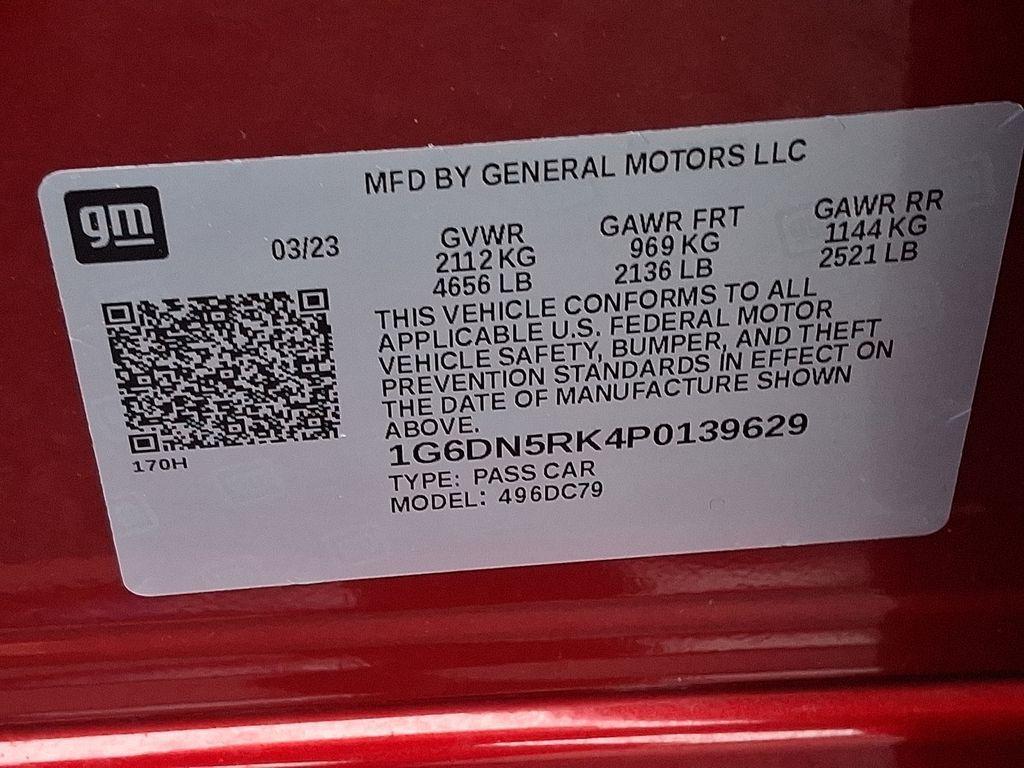 MFD BY GENERAL MOTORS LLC
gm
03/23
GVWR
2112 KG
4656 LB
GAWR FRT
969 KG
2136 LB
GAWR RR
1144 KG
2521 LB
THIS VEHICLE CONFORMS TO ALL
APPLICABLE U.S. FEDERAL MOTOR
VEHICLE SAFETY, BUMPER, AND THEFT
PREVENTION STANDARDS IN EFFECT ON
THE DATE OF MANUFACTURE SHOWN
ABOVE.
1G6DN5RK4P0139629
TYPE: PASS CAR
MODEL: 496DC79
170H